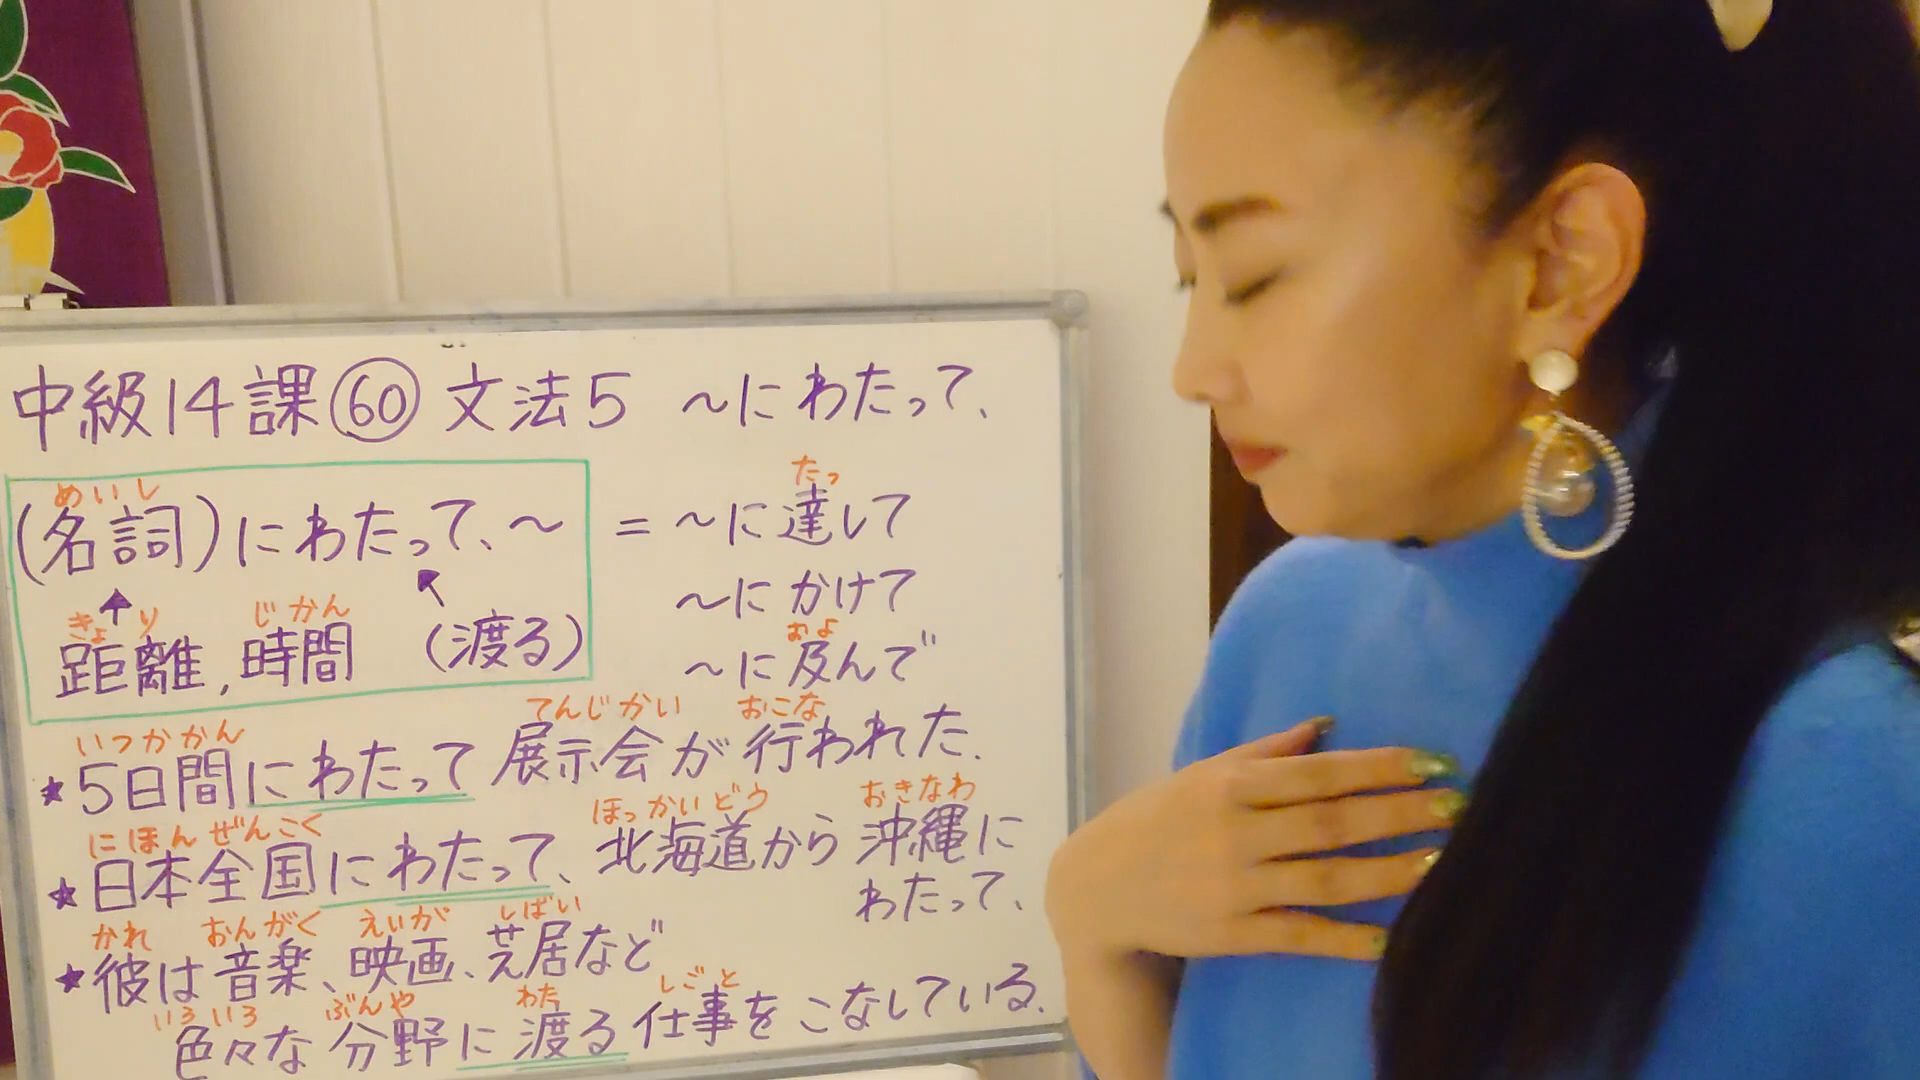 中級14課 60 文法5 ～にわたって、
めいし
(名詞)にわたって、～
きょり じかん
距離,時間 (渡る)
たっ
= ～に達して
～にかけて
およ
～に及んで
いつかかん てんじかい おこな
★5日間にわたって展示会が行われた.
にほんぜんこく ほっかいどう おきなわ
★日本全国にわたって、北海道から沖縄に
わたって、
かれ おんがく えいが しばい
★彼は音楽、映画、芝居など
いろいろ ぶんや わた しごと
色々な分野に渡る仕事をこなしている.